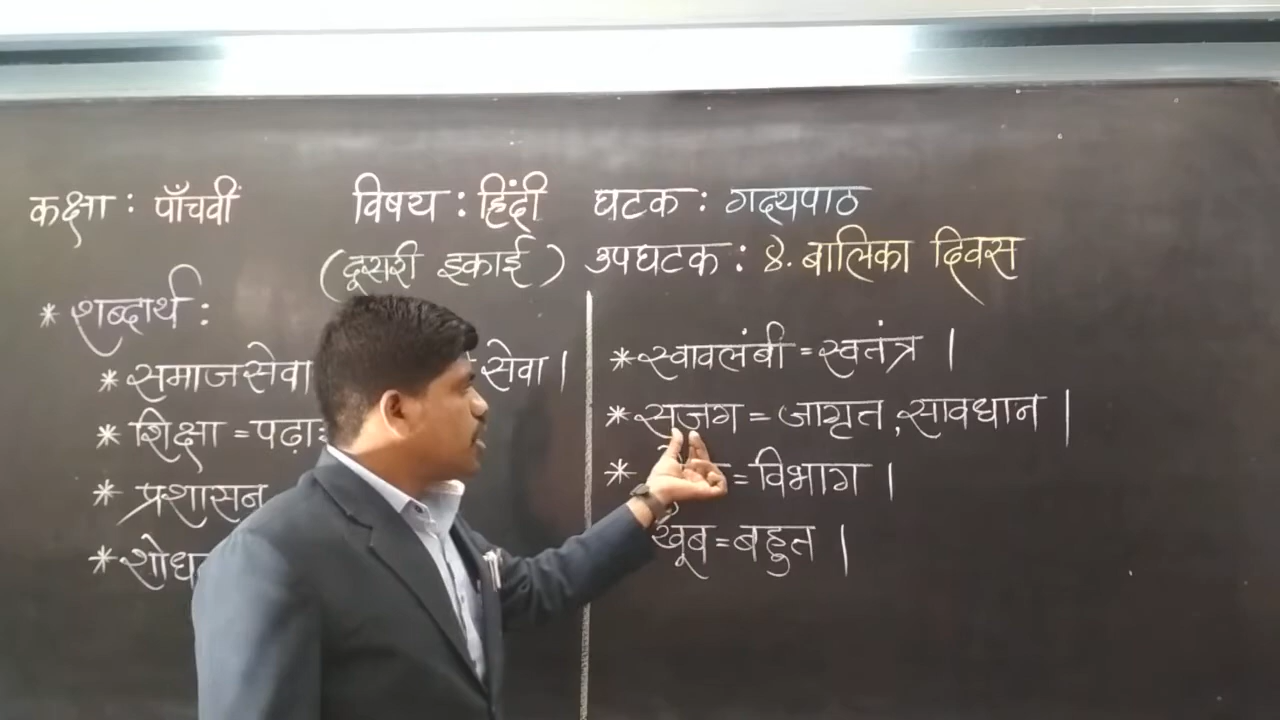 कक्षा : पाँचवीं विषय : हिंदी घटक : गद्यपाठ
(दूसरी इकाई) उपघटक : ४. बालिका दिवस
* शब्दार्थ :
* समाजसेवा सेवा |
* शिक्षा =
* प्रशासन
*
* स्वावलंबी = स्वतंत्र |
* सजग = जागृत, सावधान |
* = विभाग |
खूब = बहुत |